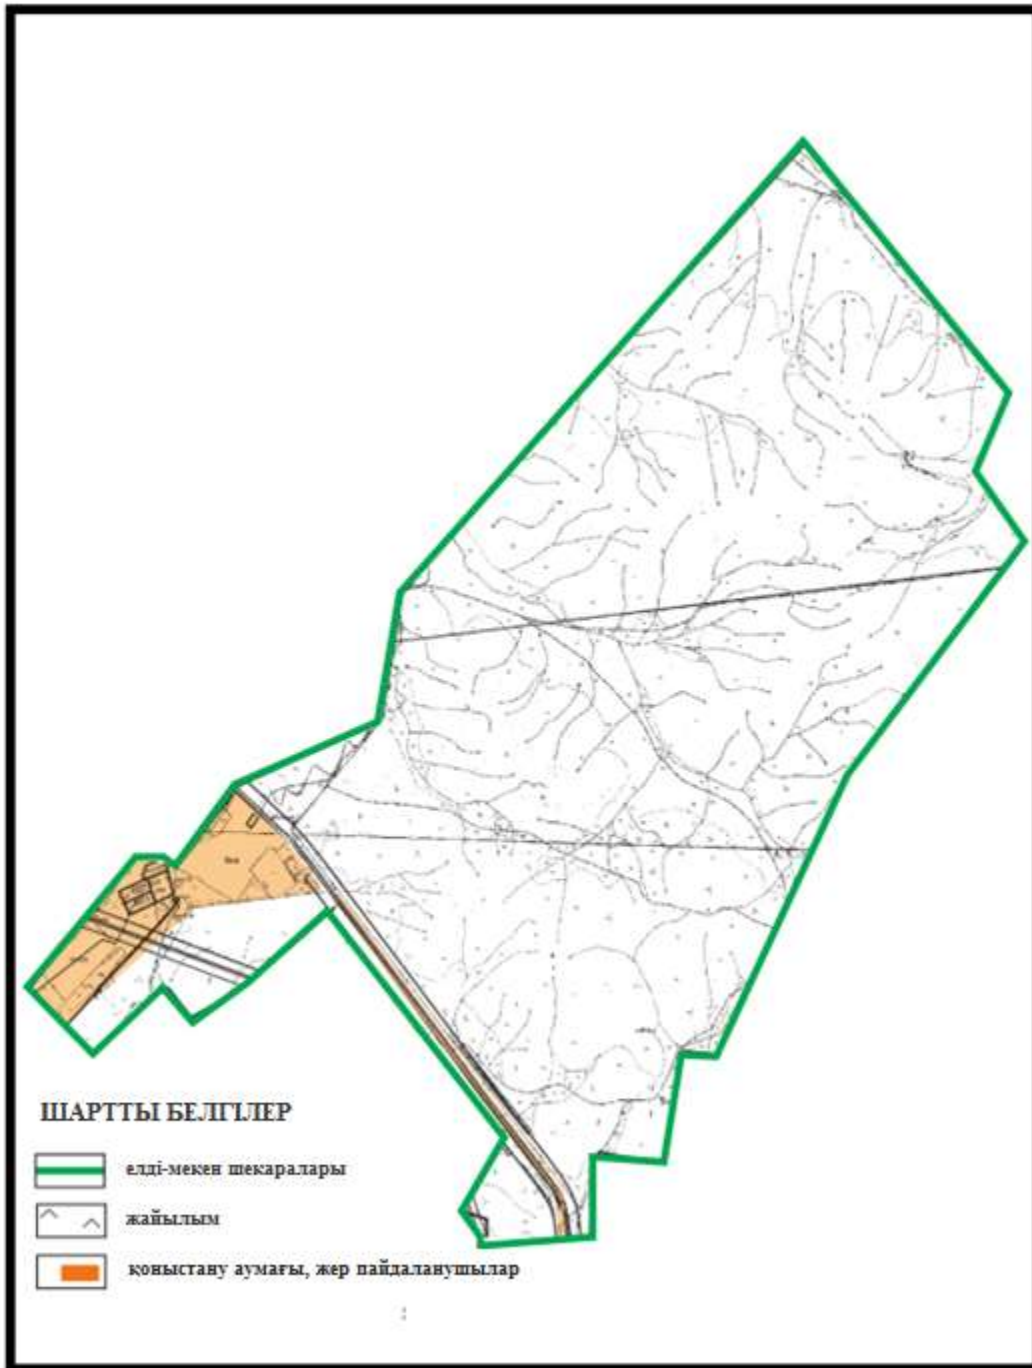 ШАРТТЫ БЕЛГІЛЕР
елді-мекен шекаралары
жайылым
қоныстану аумағы, жер пайдаланушылар